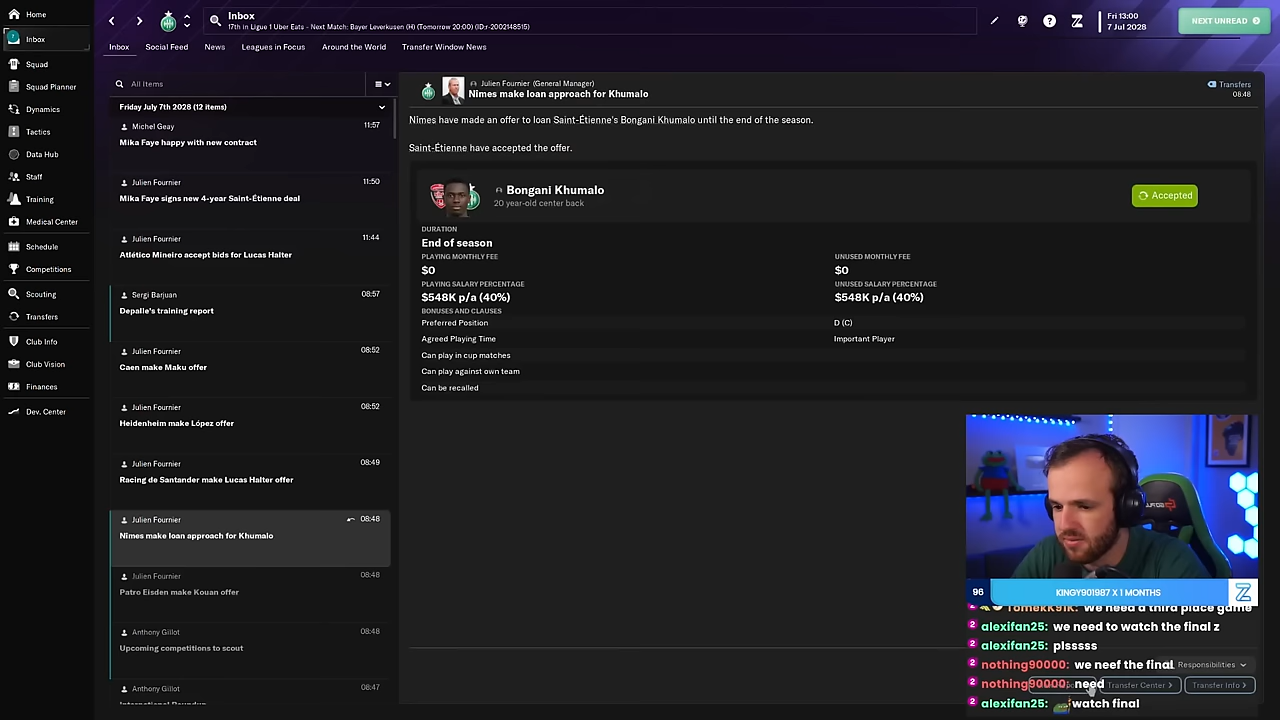 Home
Inbox
Squad
Squad Planner
Dynamics
Tactics
Data Hub
Staff
Training
Medical Center
Schedule
Competitions
Scouting
Transfers
Club Info
Club Vision
Finances
Dev. Center
Inbox
17th in Ligue 1 Uber Eats - Next Match: Bayer Leverkusen (H) (Tomorrow 20:00) (ID:r-2002148515)
Fri 13:00
7 Jul 2028
NEXT UNREAD
Inbox
Social Feed
News
Leagues in Focus
Around the World
Transfer Window News
All Items
Friday July 7th 2028 (12 items)
Michel Geay 11:57
Mika Faye happy with new contract
Julien Fournier 11:50
Mika Faye signs new 4-year Saint-Étienne deal
Julien Fournier 11:44
Atlético Mineiro accept bids for Lucas Halter
Sergi Barjuan 08:57
Depalle's training report
Julien Fournier 08:52
Caen make Maku offer
Julien Fournier 08:52
Heidenheim make López offer
Julien Fournier 08:49
Racing de Santander make Lucas Halter offer
Julien Fournier 08:48
Nîmes make loan approach for Khumalo
Julien Fournier 08:48
Patro Eisden make Kouan offer
Anthony Gillot 08:48
Upcoming competitions to scout
Anthony Gillot 08:47
International Roundup
Julien Fournier (General Manager)
Nîmes make loan approach for Khumalo
Transfers
08:48
Nîmes have made an offer to loan Saint-Étienne's Bongani Khumalo until the end of the season.
Saint-Étienne have accepted the offer.
Bongani Khumalo
20 year-old center back
Accepted
DURATION
End of season
PLAYING MONTHLY FEE
$0
UNUSED MONTHLY FEE
$0
PLAYING SALARY PERCENTAGE
$548K p/a (40%)
UNUSED SALARY PERCENTAGE
$548K p/a (40%)
BONUSES AND CLAUSES
Preferred Position D (C)
Agreed Playing Time Important Player
Can play in cup matches
Can play against own team
Can be recalled
96 KINGY901987 X 1 MONTHS Z
TomekK91K: we need a third place game
alexifan25: we need to watch the final z
alexifan25: plsssss
nothing90000: we neef the final
Responsibilities
nothing90000: need
Transfer Center
Transfer Info
alexifan25: watch final